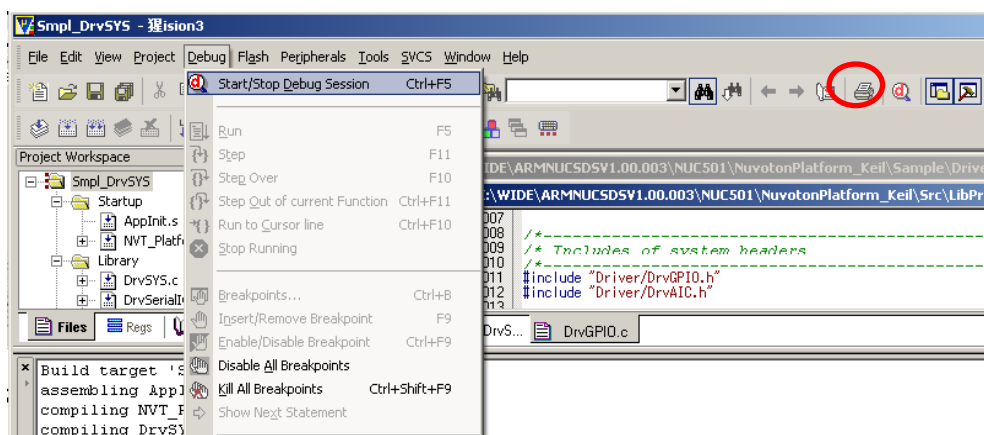 Smpl_DrvSYS - 猩ision3
File Edit View Project Debug Flash Peripherals Tools SVCS Window Help
Start/Stop Debug Session Ctrl+F5
Run F5
Project Workspace
Step F11
IDE\ARMNUCSDSV1.00.003\NUC501\NuvotonPlatform_Keil\Sample\Drive
Smpl_DrvSYS
Step Over F10
Startup
Step Out of current Function Ctrl+F11
:\WIDE\ARMNUCSDSV1.00.003\NUC501\NuvotonPlatform_Keil\Src\LibPr
AppInit.s
Run to Cursor line Ctrl+F10
007
008 /*---------------------------------------------------------
NVT_Platf
Stop Running
009 /* Includes of system headers
Library
010 /*---------------------------------------------------------
DrvSYS.c
011 #include "Driver/DrvGPIO.h"
DrvSerialI
Breakpoints... Ctrl+B
012 #include "Driver/DrvAIC.h"
013
Files Regs
Insert/Remove Breakpoint F9
DrvS... DrvGPIO.c
Enable/Disable Breakpoint Ctrl+F9
Build target 'S
Disable All Breakpoints
assembling Appl
Kill All Breakpoints Ctrl+Shift+F9
compiling NVT_P
Show Next Statement
compiling DrvSY